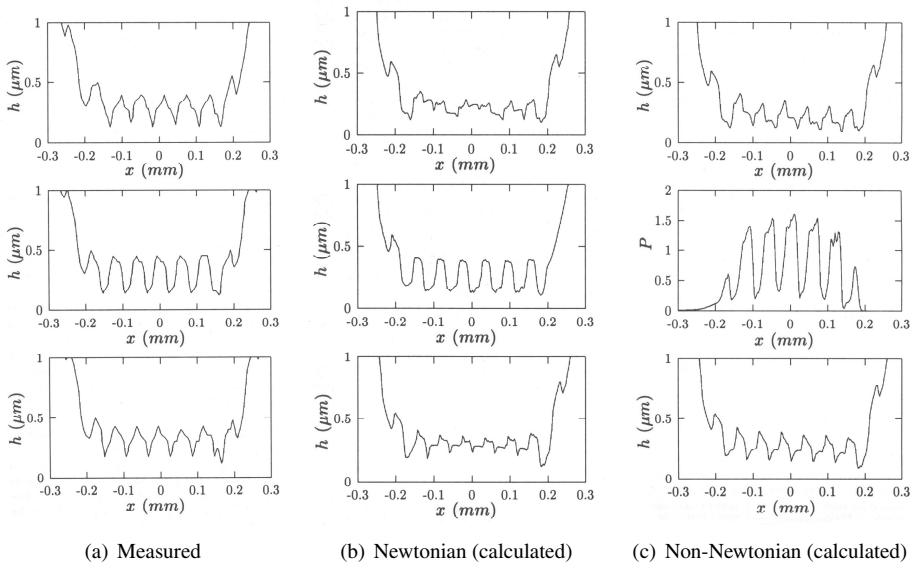 1
0.5
0
h (μm)
-0.3 -0.2 -0.1 0 0.1 0.2 0.3
x (mm)
1
0.5
0
h (μm)
-0.3 -0.2 -0.1 0 0.1 0.2 0.3
x (mm)
1
0.5
0
h (μm)
-0.3 -0.2 -0.1 0 0.1 0.2 0.3
x (mm)
1
0.5
0
h (μm)
-0.3 -0.2 -0.1 0 0.1 0.2 0.3
x (mm)
1
0.5
0
h (μm)
-0.3 -0.2 -0.1 0 0.1 0.2 0.3
x (mm)
2
1.5
1
0.5
0
P
-0.3 -0.2 -0.1 0 0.1 0.2 0.3
x (mm)
1
0.5
0
h (μm)
-0.3 -0.2 -0.1 0 0.1 0.2 0.3
x (mm)
1
0.5
0
h (μm)
-0.3 -0.2 -0.1 0 0.1 0.2 0.3
x (mm)
1
0.5
0
h (μm)
-0.3 -0.2 -0.1 0 0.1 0.2 0.3
x (mm)
(a) Measured
(b) Newtonian (calculated)
(c) Non-Newtonian (calculated)